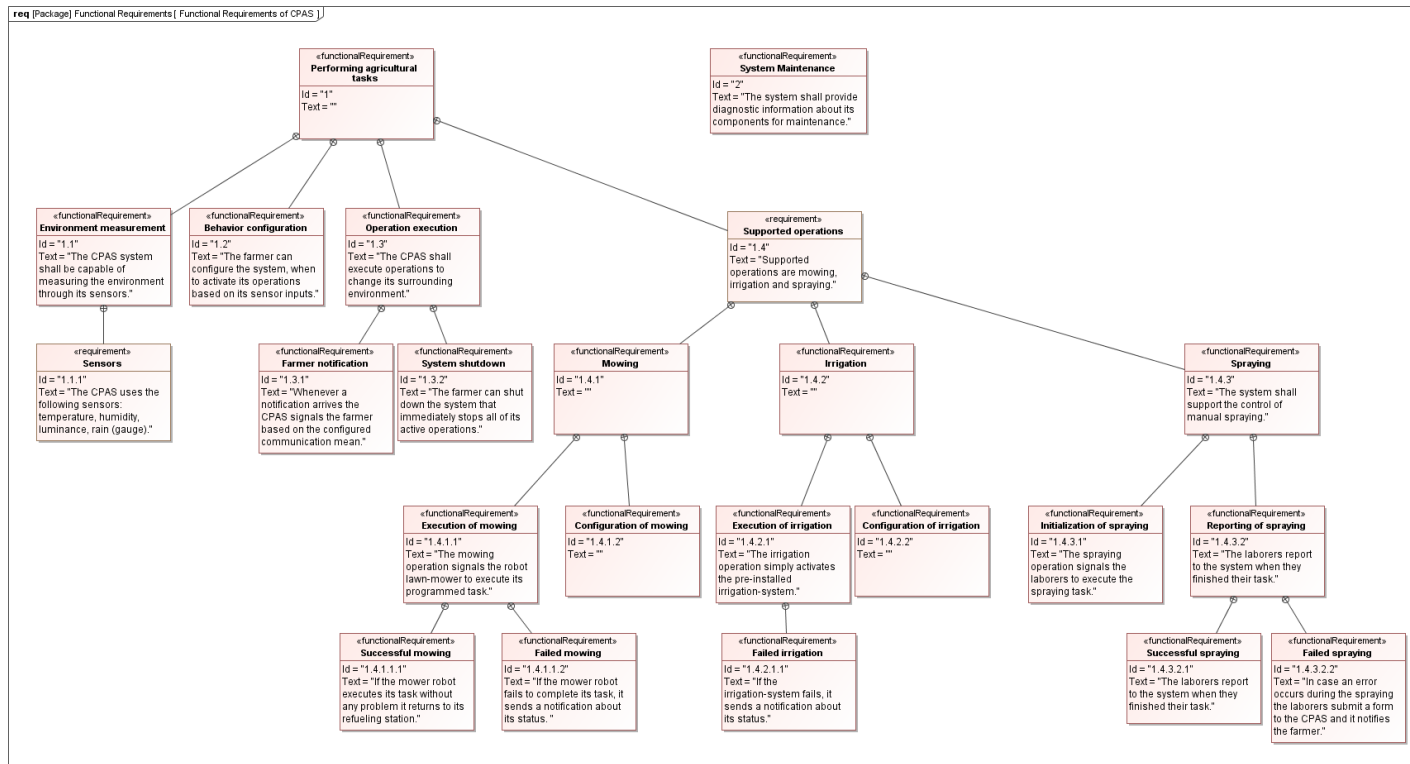 req [Package] Functional Requirements [ Functional Requirements of CPAS ]
«functionalRequirement»
Performing agricultural
tasks
Id = "1"
Text = ""
«functionalRequirement»
System Maintenance
Id = "2"
Text = "The system shall provide
diagnostic information about its
components for maintenance."
«functionalRequirement»
Environment measurement
Id = "1.1"
Text = "The CPAS system
shall be capable of
measuring the environment
through its sensors."
«functionalRequirement»
Behavior configuration
Id = "1.2"
Text = "The farmer can
configure the system, when
to activate its operations
based on its sensor inputs."
«functionalRequirement»
Operation execution
Id = "1.3"
Text = "The CPAS shall
execute operations to
change its surrounding
environment."
«requirement»
Supported operations
Id = "1.4"
Text = "Supported
operations are mowing,
irrigation and spraying."
«requirement»
Sensors
Id = "1.1.1"
Text = "The CPAS uses the
following sensors:
temperature, humidity,
luminance, rain (gauge)."
«functionalRequirement»
Farmer notification
Id = "1.3.1"
Text = "Whenever a
notification arrives the
CPAS signals the farmer
based on the configured
communication mean."
«functionalRequirement»
System shutdown
Id = "1.3.2"
Text = "The farmer can shut
down the system that
immediately stops all of its
active operations."
«functionalRequirement»
Mowing
Id = "1.4.1"
Text = ""
«functionalRequirement»
Irrigation
Id = "1.4.2"
Text = ""
«functionalRequirement»
Spraying
Id = "1.4.3"
Text = "The system shall
support the control of
manual spraying."
«functionalRequirement»
Execution of mowing
Id = "1.4.1.1"
Text = "The mowing
operation signals the robot
lawn-mower to execute its
programmed task."
«functionalRequirement»
Configuration of mowing
Id = "1.4.1.2"
Text = ""
«functionalRequirement»
Execution of irrigation
Id = "1.4.2.1"
Text = "The irrigation
operation simply activates
the pre-installed
irrigation-system."
«functionalRequirement»
Configuration of irrigation
Id = "1.4.2.2"
Text = ""
«functionalRequirement»
Initialization of spraying
Id = "1.4.3.1"
Text = "The spraying
operation signals the
laborers to execute the
spraying task."
«functionalRequirement»
Reporting of spraying
Id = "1.4.3.2"
Text = "The laborers report
to the system when they
finished their task."
«functionalRequirement»
Successful mowing
Id = "1.4.1.1.1"
Text = "If the mower robot
executes its task without
any problem it returns to its
refueling station."
«functionalRequirement»
Failed mowing
Id = "1.4.1.1.2"
Text = "If the mower robot
fails to complete its task, it
sends a notification about
its status. "
«functionalRequirement»
Failed irrigation
Id = "1.4.2.1.1"
Text = "If the
irrigation-system fails, it
sends a notification about
its status."
«functionalRequirement»
Successful spraying
Id = "1.4.3.2.1"
Text = "The laborers report
to the system when they
finished their task."
«functionalRequirement»
Failed spraying
Id = "1.4.3.2.2"
Text = "In case an error
occurs during the spraying
the laborers submit a form
to the CPAS and it notifies
the farmer."